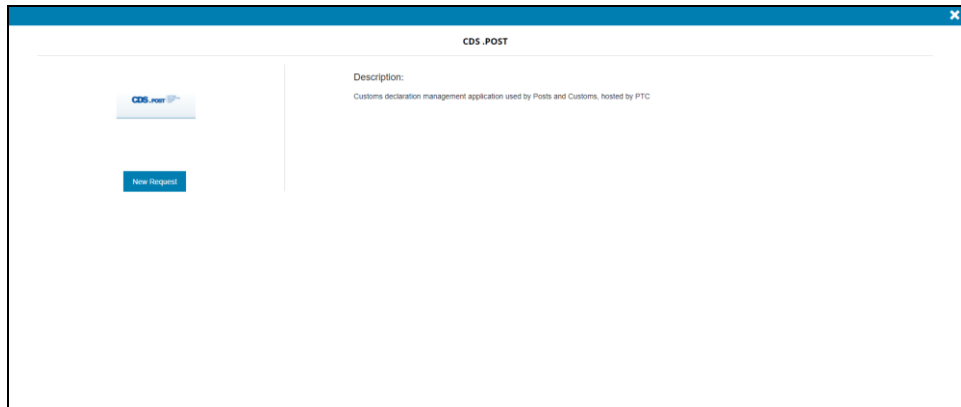 CDS .POST
Description:
CDS .POST
Customs declaration management application used by Posts and Customs, hosted by PTC
New Request